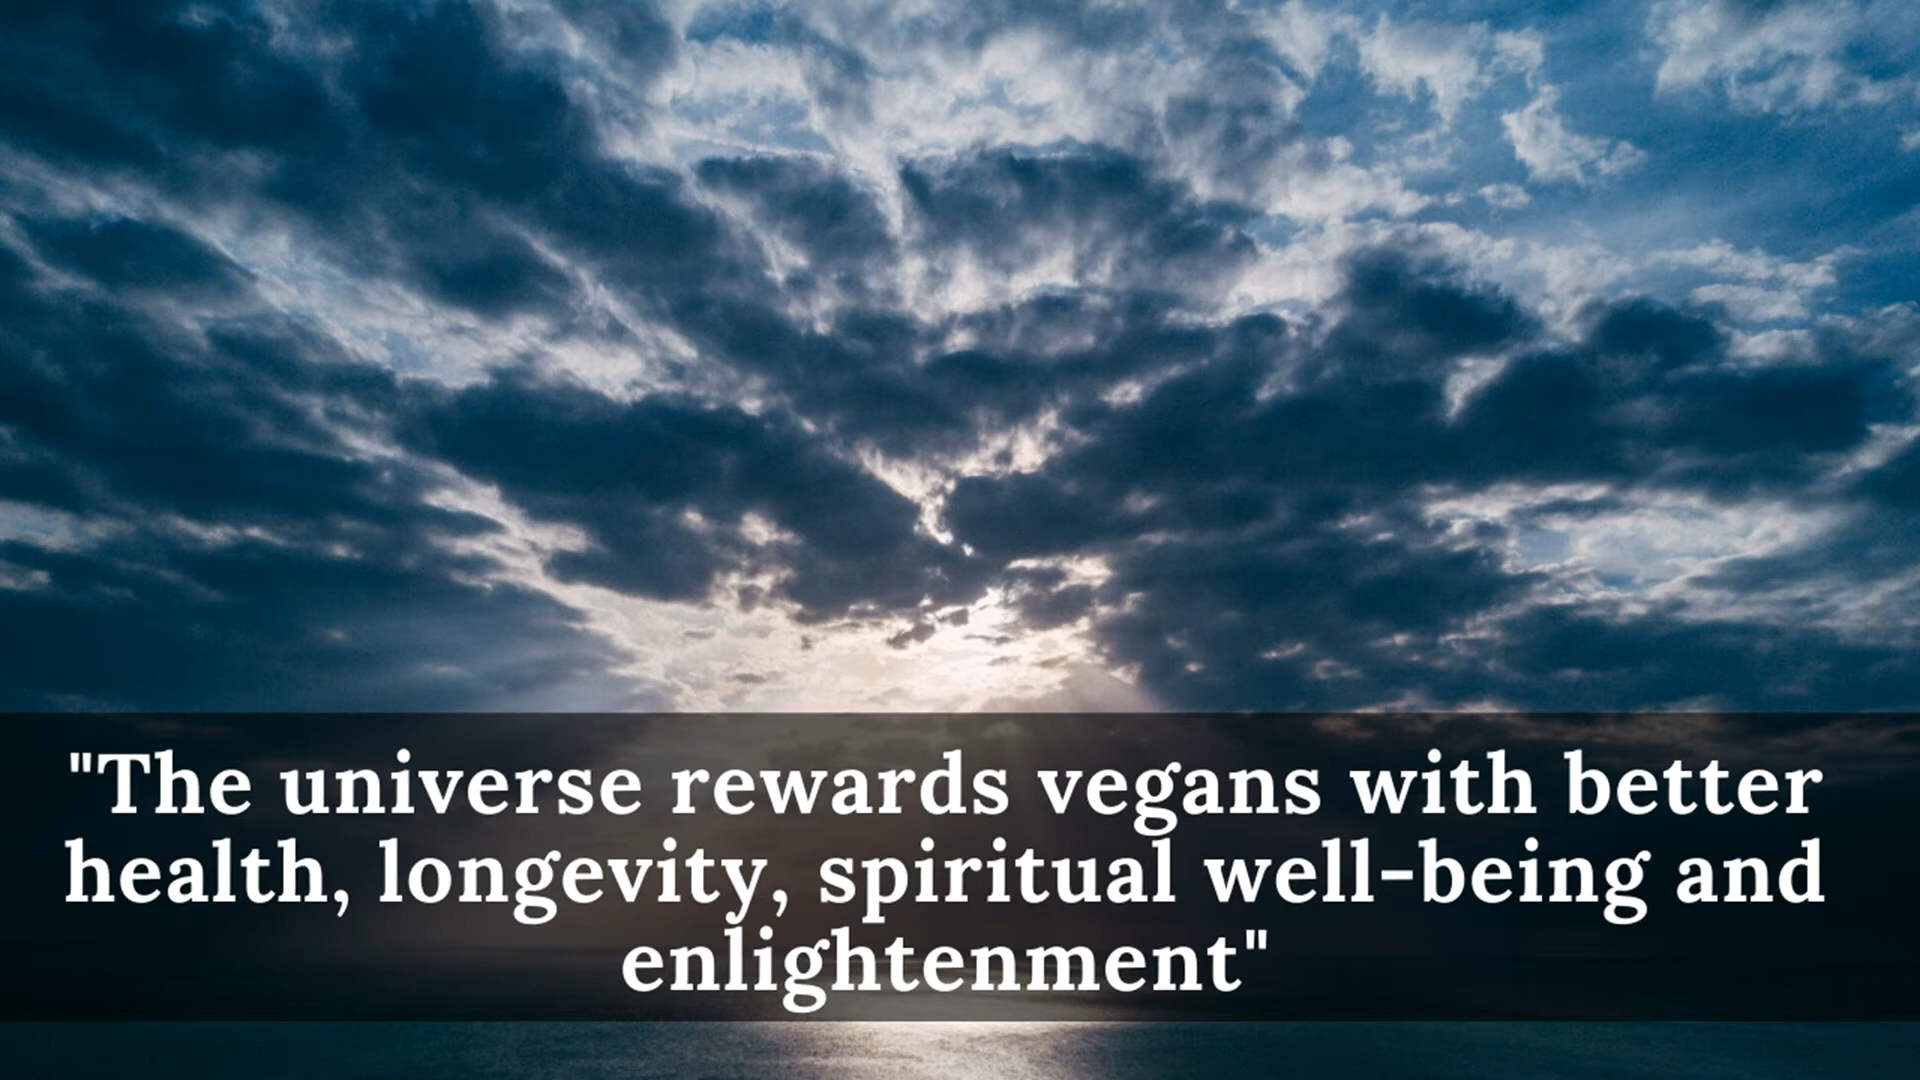 "The universe rewards vegans with better
health, longevity, spiritual well-being and
enlightenment"